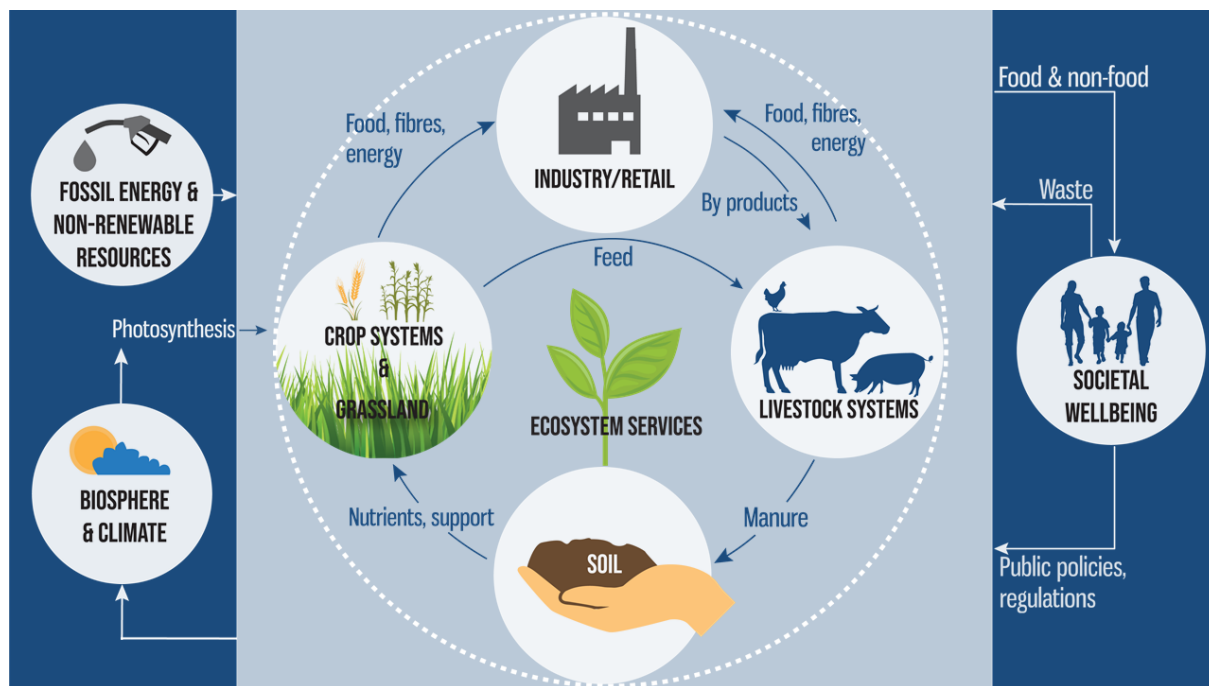 FOSSIL ENERGY &
NON-RENEWABLE
RESOURCES
Photosynthesis
BIOSPHERE
& CLIMATE
Food, fibres,
energy
INDUSTRY/RETAIL
Food, fibres,
energy
By products
Feed
CROP SYSTEMS
&
GRASSLAND
ECOSYSTEM SERVICES
LIVESTOCK SYSTEMS
Nutrients, support
Manure
SOIL
Food & non-food
Waste
SOCIETAL
WELLBEING
Public policies,
regulations